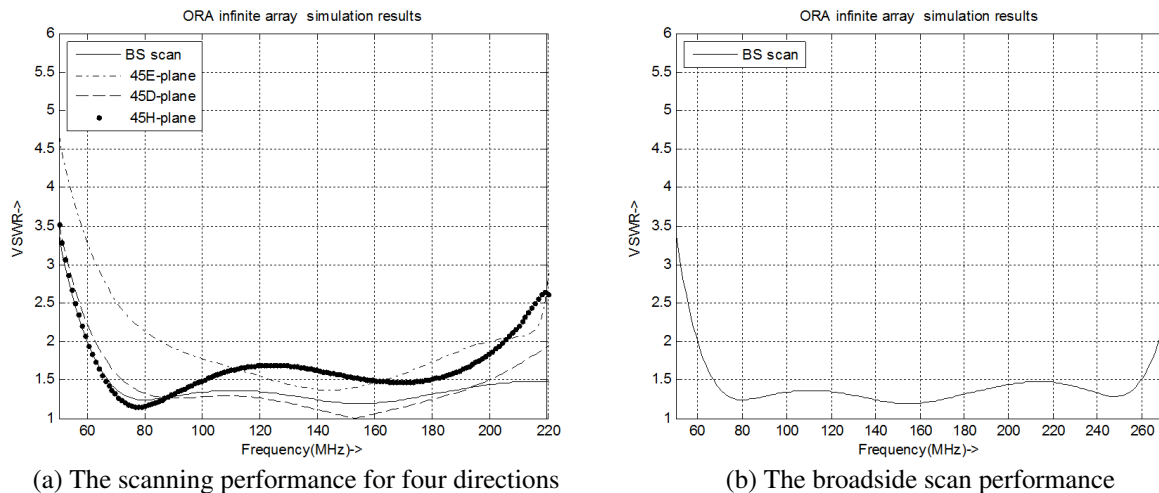 ORA infinite array simulation results
6
5.5
5
4.5
4
3.5
3
2.5
2
1.5
1
VSWR->
BS scan
45E-plane
45D-plane
45H-plane
60 80 100 120 140 160 180 200 220
Frequency(MHz)->
(a) The scanning performance for four directions
ORA infinite array simulation results
6
5.5
5
4.5
4
3.5
3
2.5
2
1.5
1
VSWR->
BS scan
60 80 100 120 140 160 180 200 220 240 260
Frequency(MHz)->
(b) The broadside scan performance